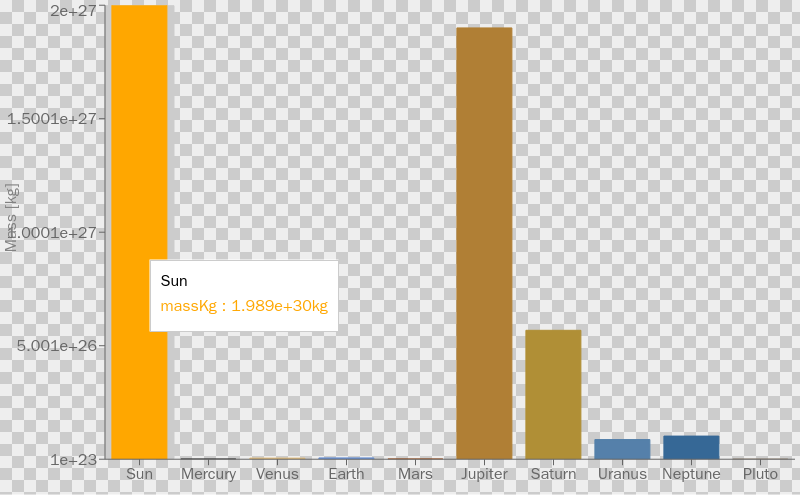 2e+27
1.5001e+27
1.0001e+27
5.001e+26
1e+23
Mass [kg]
Sun
massKg : 1.989e+30kg
Sun Mercury Venus Earth Mars Jupiter Saturn Uranus Neptune Pluto